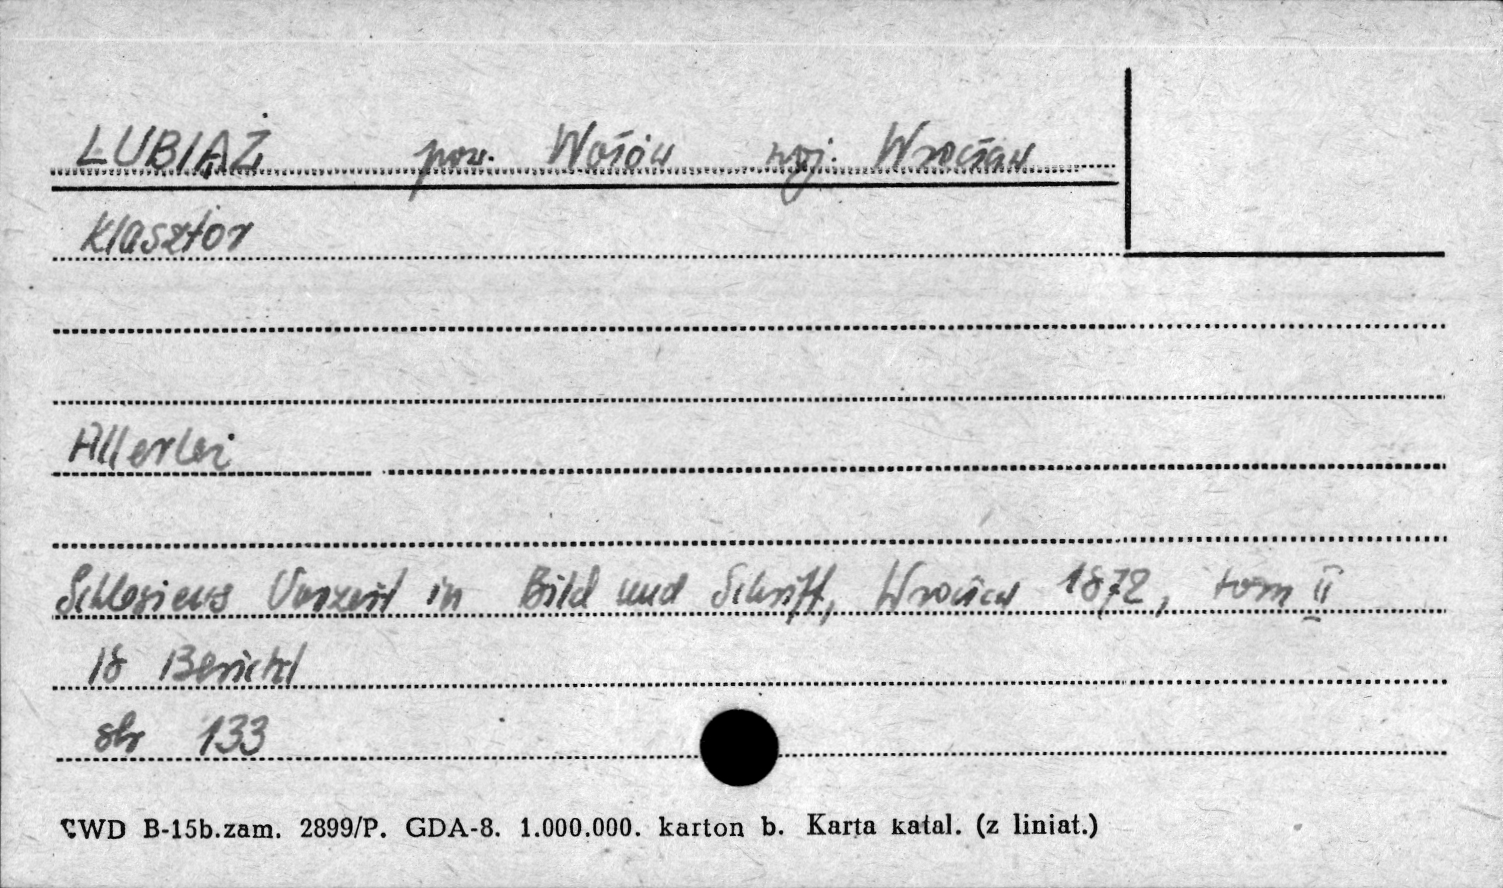 LUBIĄŻ pow. Wołów woj. Wrocław
Klasztor
Allerlei
Schlesiens Vorzeit in Bild und Schrift, Wrocław 1872, tom II
18 Bericht
str 133
CWD B-15b.zam. 2899/P. GDA-8. 1.000.000. karton b. Karta katal. (z liniat.)